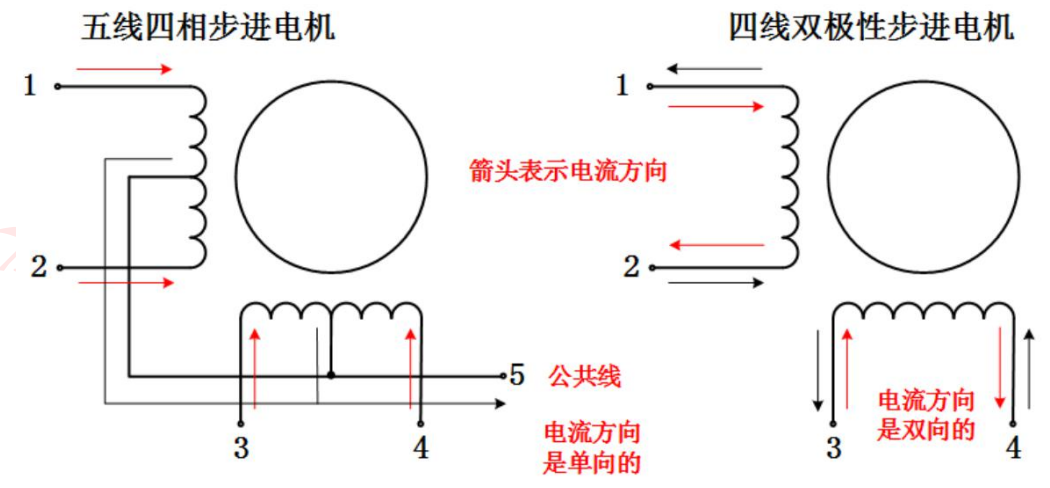 五线四相步进电机
四线双极性步进电机
1
2
3
4
5
公共线
电流方向
是单向的
箭头表示电流方向
1
2
3
4
电流方向
是双向的